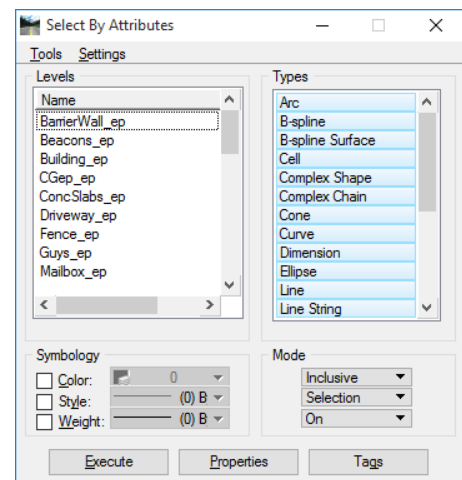 Select By Attributes
Tools Settings
Levels
Name
BarrierWall_ep
Beacons_ep
Building_ep
CGep_ep
ConcSlabs_ep
Driveway_ep
Fence_ep
Guys_ep
Mailbox_ep
Types
Arc
B-spline
B-spline Surface
Cell
Complex Shape
Complex Chain
Cone
Curve
Dimension
Ellipse
Line
Line String
Symbology
Color: 0
Style: (0) B
Weight: (0) B
Mode
Inclusive
Selection
On
Execute Properties Tags